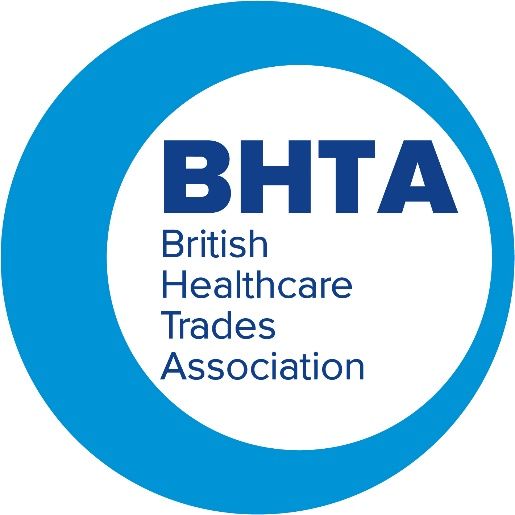 BHTA
British
Healthcare
Trades
Association